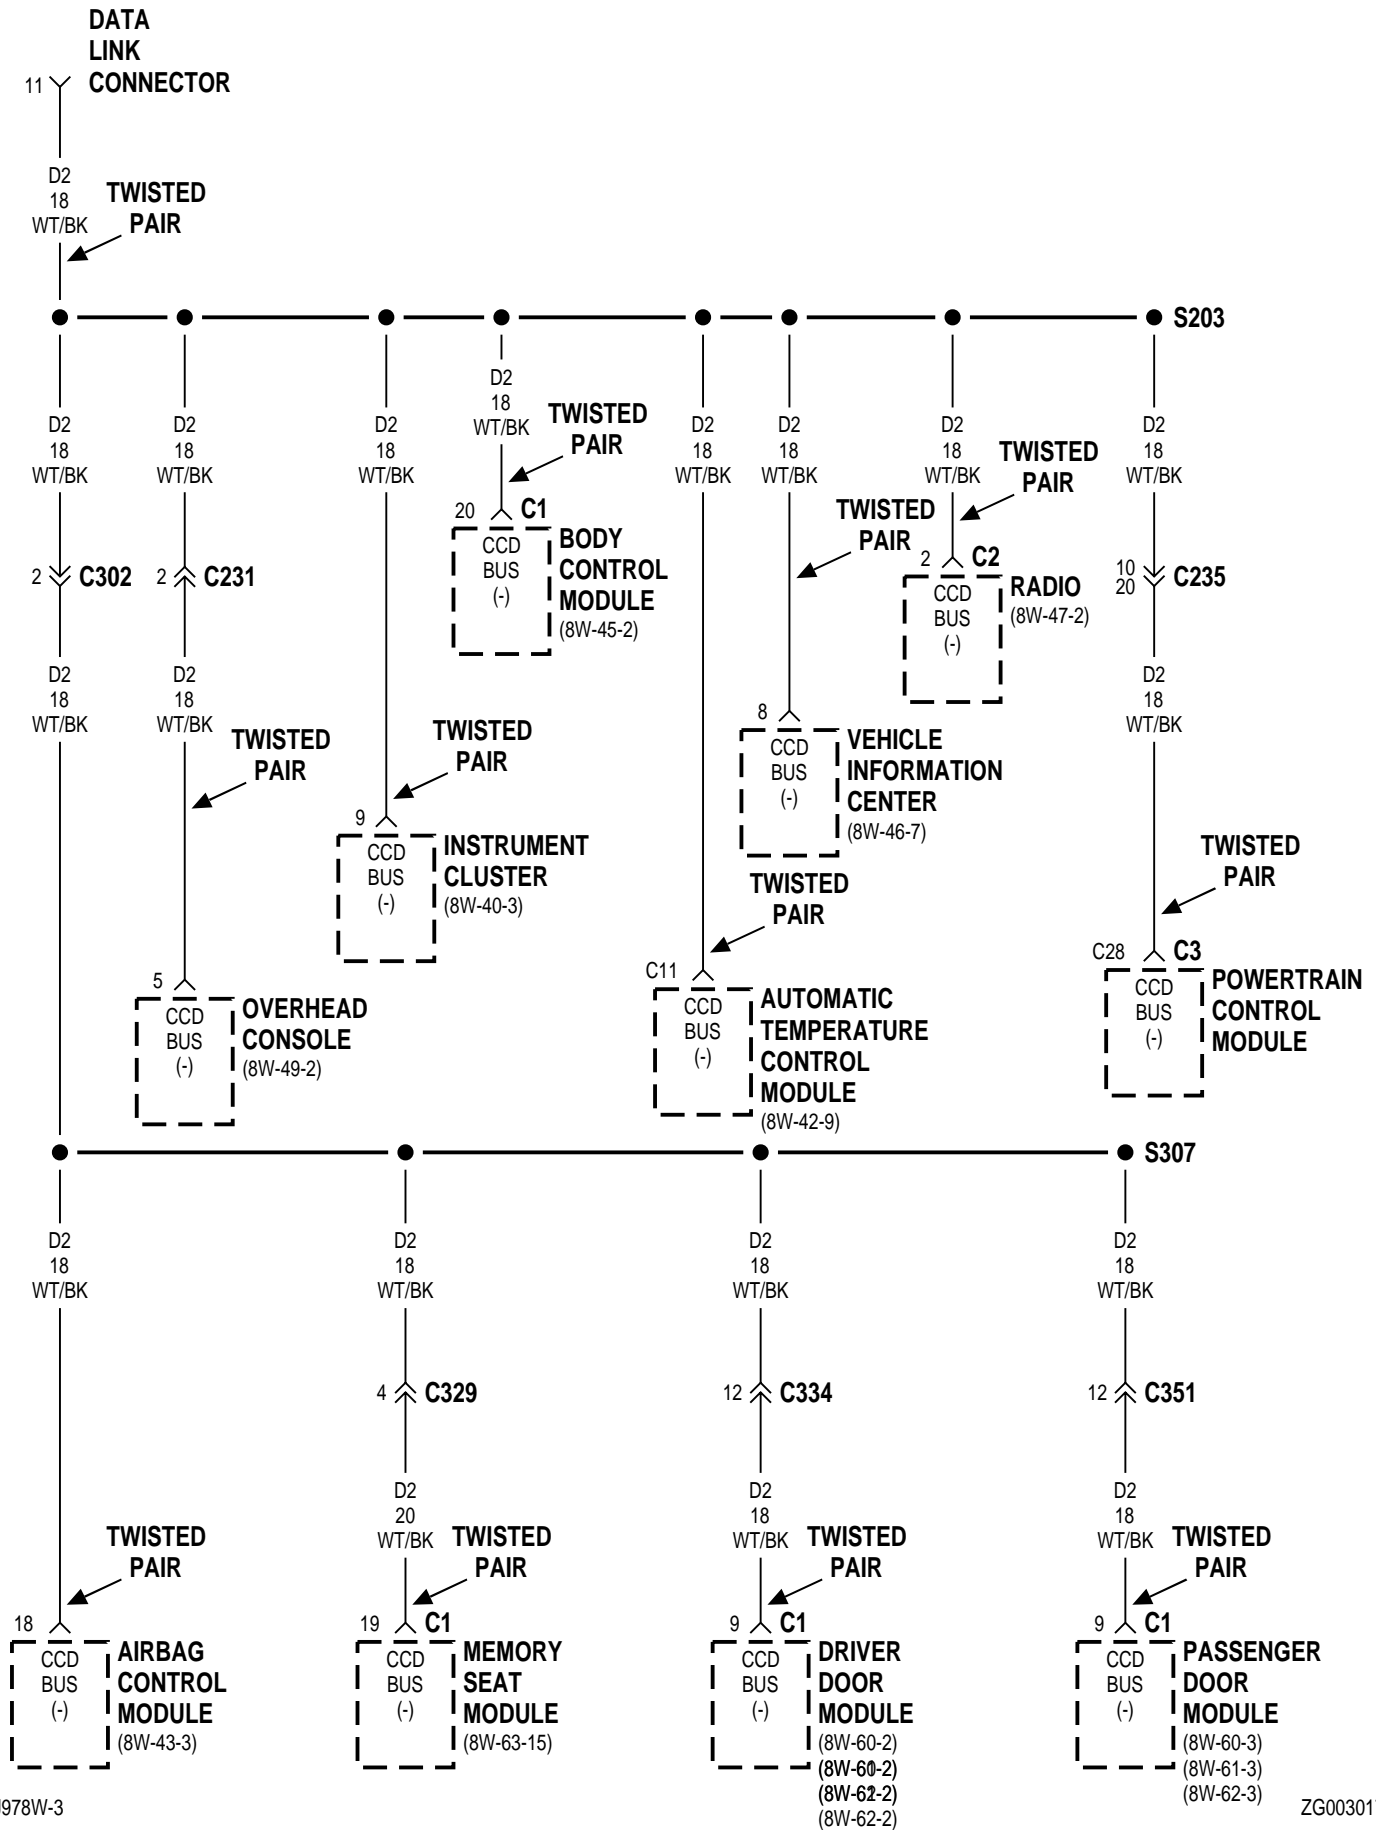 DATA
LINK
CONNECTOR
11
D2
18
WT/BK
TWISTED
PAIR
S203
D2
18
WT/BK
D2
18
WT/BK
D2
18
WT/BK
D2
18
WT/BK
TWISTED
PAIR
D2
18
WT/BK
D2
18
WT/BK
D2
18
WT/BK
TWISTED
PAIR
D2
18
WT/BK
2 C302
2 C231
20 C1
CCD
BUS
(-)
BODY
CONTROL
MODULE
(8W-45-2)
TWISTED
PAIR
2 C2
CCD
BUS
(-)
RADIO
(8W-47-2)
10
20
C235
D2
18
WT/BK
D2
18
WT/BK
TWISTED
PAIR
TWISTED
PAIR
9
CCD
BUS
(-)
INSTRUMENT
CLUSTER
(8W-40-3)
8
CCD
BUS
(-)
VEHICLE
INFORMATION
CENTER
(8W-46-7)
D2
18
WT/BK
TWISTED
PAIR
TWISTED
PAIR
5
CCD
BUS
(-)
OVERHEAD
CONSOLE
(8W-49-2)
C11
CCD
BUS
(-)
AUTOMATIC
TEMPERATURE
CONTROL
MODULE
(8W-42-9)
C28 C3
CCD
BUS
(-)
POWERTRAIN
CONTROL
MODULE
S307
D2
18
WT/BK
D2
18
WT/BK
D2
18
WT/BK
D2
18
WT/BK
4 C329
12 C334
12 C351
D2
20
WT/BK
D2
18
WT/BK
D2
18
WT/BK
TWISTED
PAIR
TWISTED
PAIR
TWISTED
PAIR
TWISTED
PAIR
18
CCD
BUS
(-)
AIRBAG
CONTROL
MODULE
(8W-43-3)
19 C1
CCD
BUS
(-)
MEMORY
SEAT
MODULE
(8W-63-15)
9 C1
CCD
BUS
(-)
DRIVER
DOOR
MODULE
(8W-60-2)
(8W-62-2)
9 C1
CCD
BUS
(-)
PASSENGER
DOOR
MODULE
(8W-60-3)
(8W-61-3)
(8W-62-3)
978W-3
ZG00301